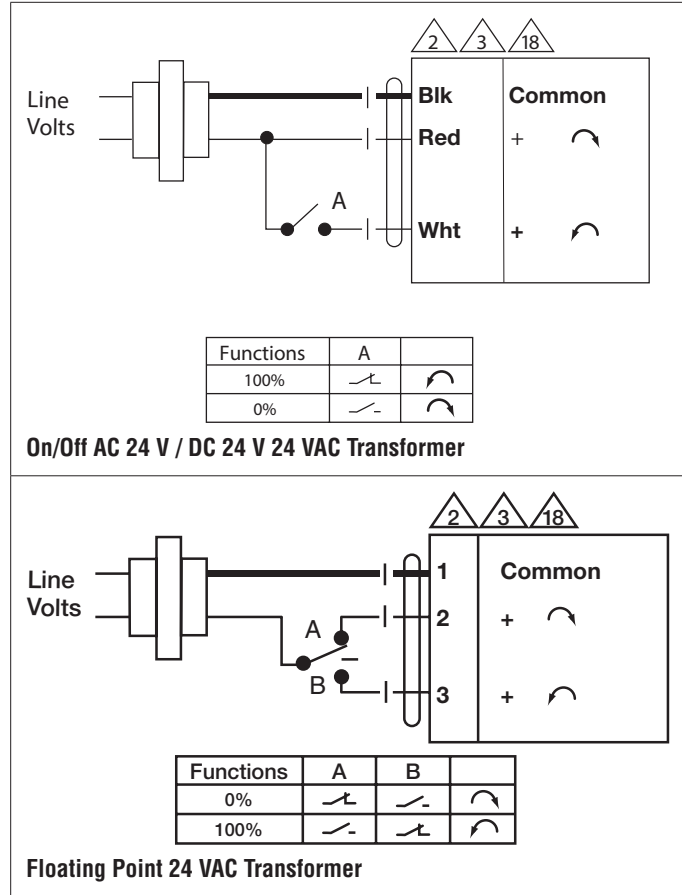 2 3 18
Line
Volts
Blk Common
Red +
A
Wht +
Functions A
100%
0%
On/Off AC 24 V / DC 24 V 24 VAC Transformer
2 3 18
Line
Volts
1 Common
A
2 +
B
3 +
Functions A B
0%
100%
Floating Point 24 VAC Transformer